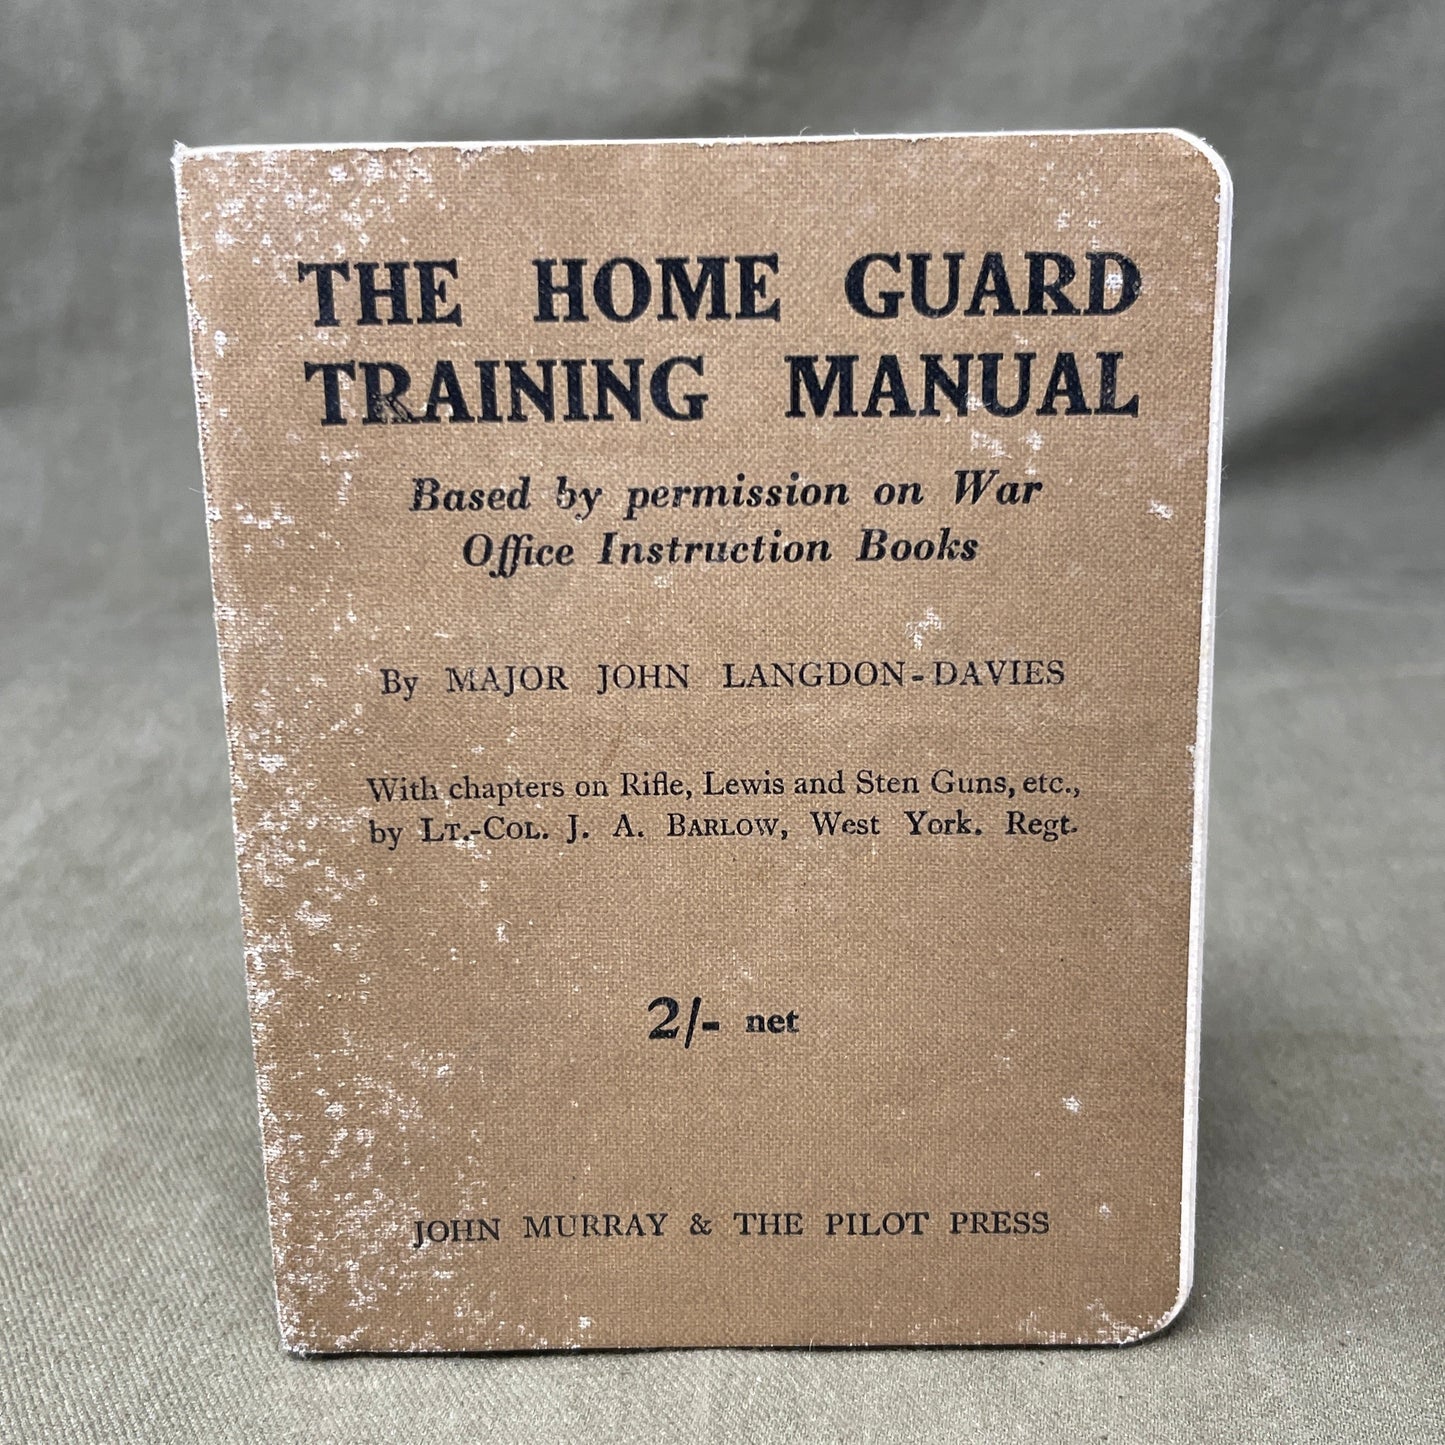 THE HOME GUARD
TRAINING MANUAL
Based by permission on War
Office Instruction Books
By MAJOR JOHN LANGDON-DAVIES
With chapters on Rifle, Lewis and Sten Guns, etc.,
by LT.-COL. J. A. BARLOW, West York. Regt.
2/- net
JOHN MURRAY & THE PILOT PRESS